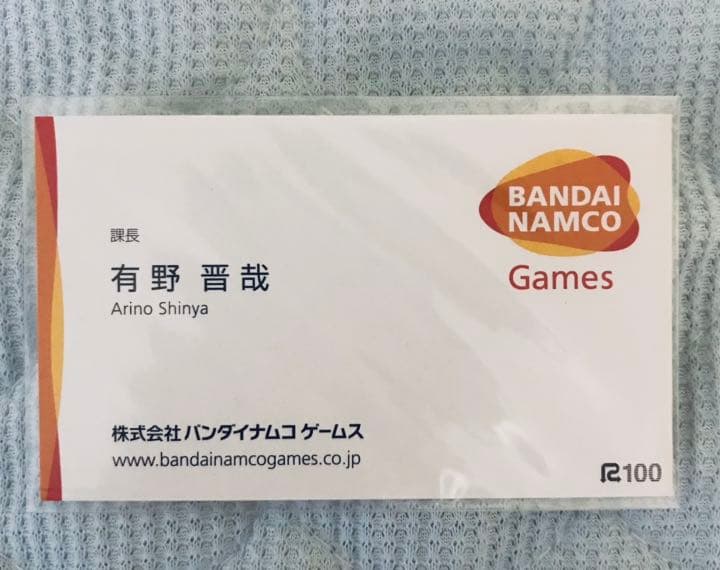 BANDAI
NAMCO
Games
課長
有野 晋哉
Arino Shinya
株式会社 バンダイナムコ ゲームス
www.bandainamcogames.co.jp
R100